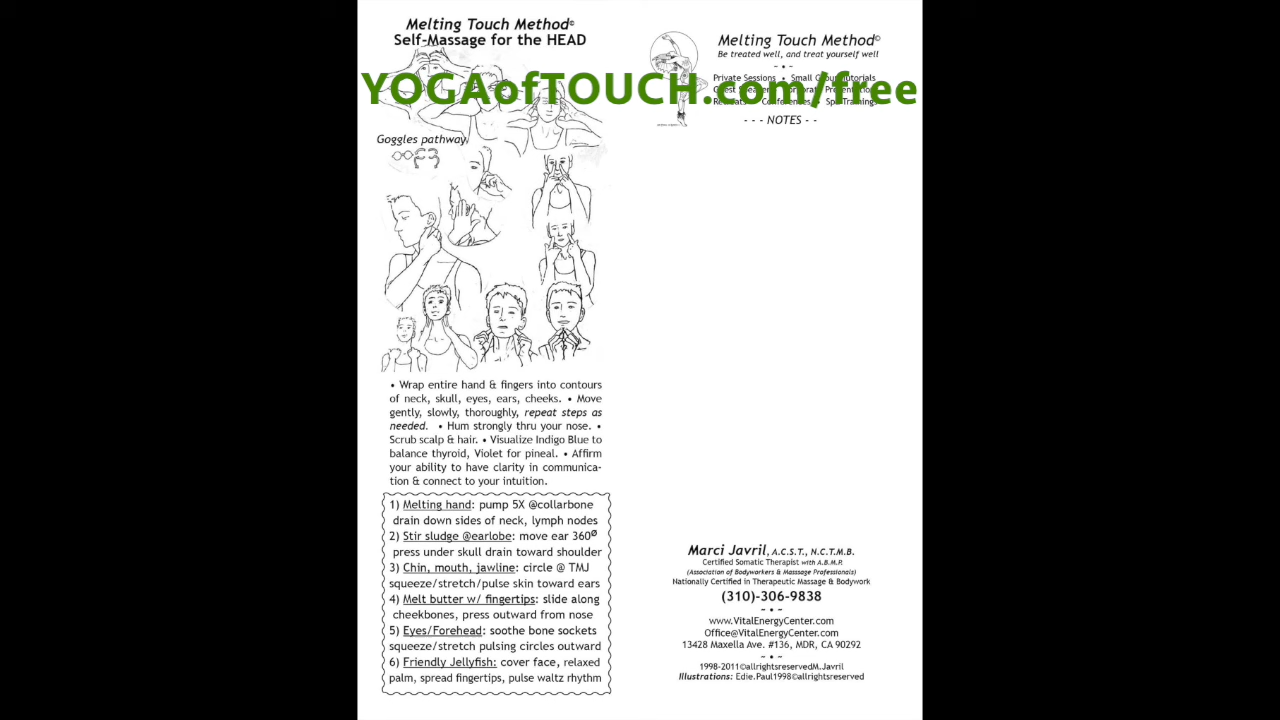 Melting Touch Method©
Self-Massage for the HEAD
YOGAofTOUCH.com/free
Goggles pathway
• Wrap entire hand & fingers into contours
of neck, skull, eyes, ears, cheeks. • Move
gently, slowly, thoroughly, repeat steps as
needed. • Hum strongly thru your nose. •
Scrub scalp & hair. • Visualize Indigo Blue to
balance thyroid, Violet for pineal. • Affirm
your ability to have clarity in communica-
tion & connect to your intuition.
1) Melting hand: pump 5X @collarbone
drain down sides of neck, lymph nodes
2) Stir sludge @earlobe: move ear 360ø
press under skull drain toward shoulder
3) Chin, mouth, jawline: circle @ TMJ
squeeze/stretch/pulse skin toward ears
4) Melt butter w/ fingertips: slide along
cheekbones, press outward from nose
5) Eyes/Forehead: soothe bone sockets
squeeze/stretch pulsing circles outward
6) Friendly Jellyfish: cover face, relaxed
palm, spread fingertips, pulse waltz rhythm
Melting Touch Method©
Be treated well, and treat yourself well
~ • ~
Private Sessions • Small Group Tutorials
Guest Speaker Corporate Presentations
Retreats • Conferences • Spa Trainings
- - - NOTES - -
Marci Javril, A.C.S.T., N.C.T.M.B.
Certified Somatic Therapist with A.B.M.P.
(Association of Bodyworkers & Masssage Professionals)
Nationally Certified in Therapeutic Massage & Bodywork
(310)-306-9838
~ • ~
www.VitalEnergyCenter.com
Office@VitalEnergyCenter.com
13428 Maxella Ave. #136, MDR, CA 90292
~ • ~
1998-2011©allrightsreservedM.Javril
Illustrations: Edie.Paul1998©allrightsreserved